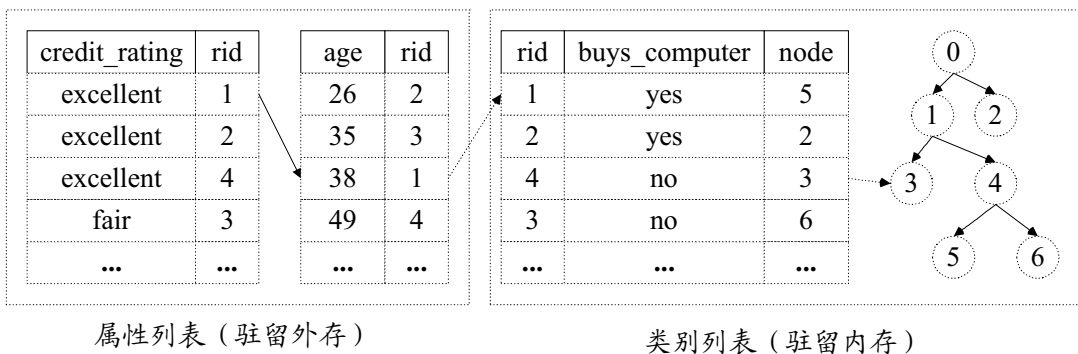 credit_rating rid age rid rid buys_computer node
excellent 1 26 2 1 yes 5
excellent 2 35 3 2 yes 2
excellent 4 38 1 4 no 3
fair 3 49 4 3 no 6
... ... ... ... ... ... ...
0
1 2
3 4
5 6
属性列表（驻留外存） 类别列表（驻留内存）